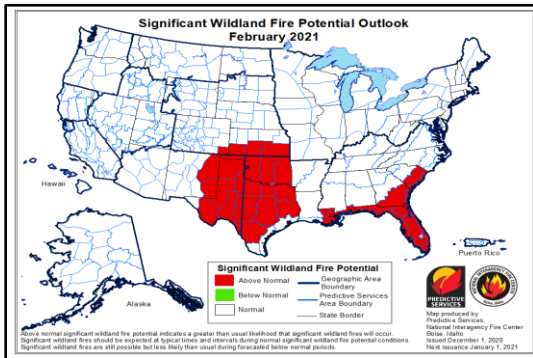 Significant Wildland Fire Potential Outlook
February 2021
Hawaii
Puerto Rico
Alaska
Significant Wildland Fire Potential
Above Normal
Below Normal
Normal
Geographic Area
Boundary
Predictive Services
Area Boundary
State Border
PREDICTIVE
SERVICES
Map produced by
Predictive Services,
National Interagency Fire Center
Boise, Idaho
Issued December 1, 2020
Next issuance January 1, 2021
Above normal significant wildland fire potential indicates a greater than usual likelihood that significant wildland fires will occur.
Significant wildland fires should be expected at typical times and intervals during normal significant wildland fire potential conditions.
Significant wildland fires are still possible but less likely than usual during forecasted below normal periods.